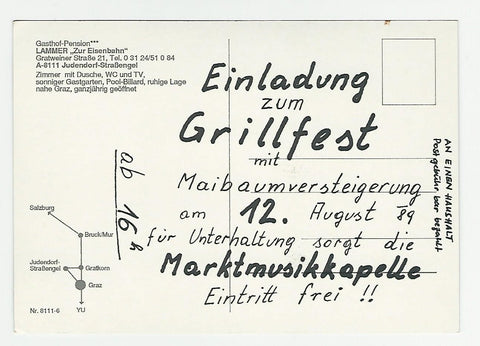 Gasthof-Pension***
LAMMER „Zur Eisenbahn"
Gratweiner Straße 21, Tel. 0 31 24/51 0 84
A-8111 Judendorf-Straßengel
Zimmer mit Dusche, WC und TV,
sonniger Gastgarten, Pool-Billard, ruhige Lage
nahe Graz, ganzjährig geöffnet
Einladung
zum
Grillfest
mit
Maibaumversteigerung
am 12. August 89
für Unterhaltung sorgt die
Marktmusikkapelle
Eintritt frei !!
ab 16 h
AN EINEN HAUSHALT
Postgebühr bar bezahlt
Salzburg
Bruck/Mur
Judendorf-
Straßengel
Gratkorn
Graz
YU
Nr. 8111-6